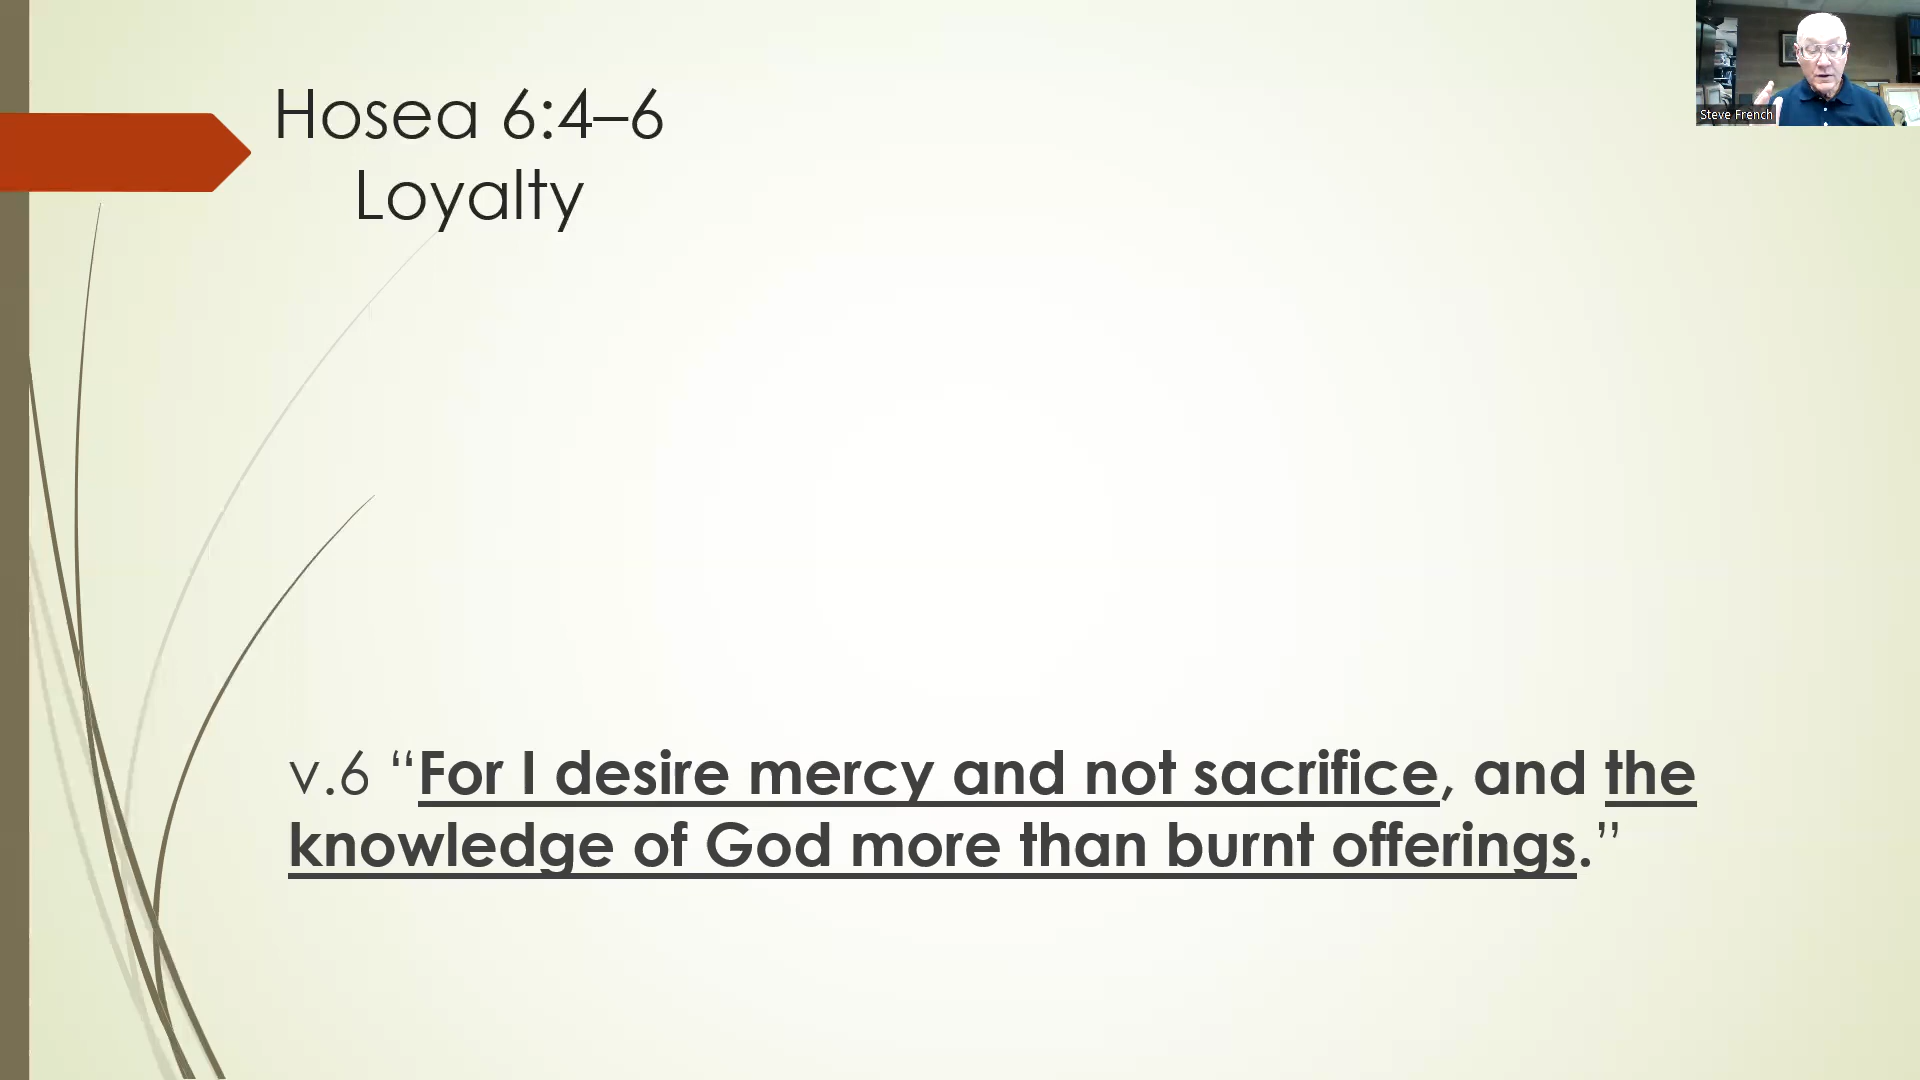 Hosea 6:4–6
Loyalty
Steve French
v.6 “For I desire mercy and not sacrifice, and the
knowledge of God more than burnt offerings.”